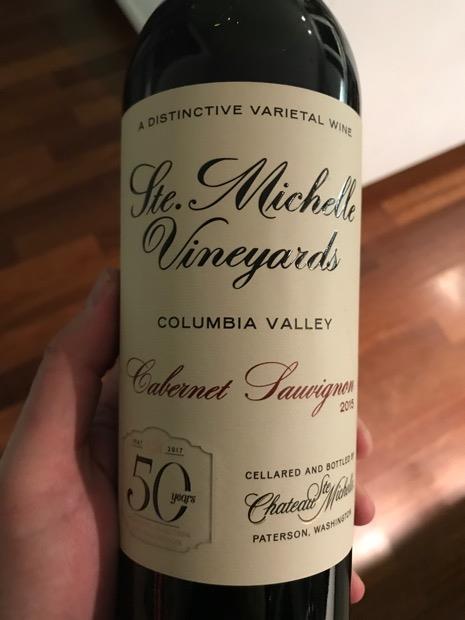 A DISTINCTIVE VARIETAL WINE
Ste. Michelle
Vineyards
COLUMBIA VALLEY
Cabernet Sauvignon
2015
2017
50 years
CELLARED AND BOTTLED BY
Chateau Ste Michelle
PATERSON, WASHINGTON